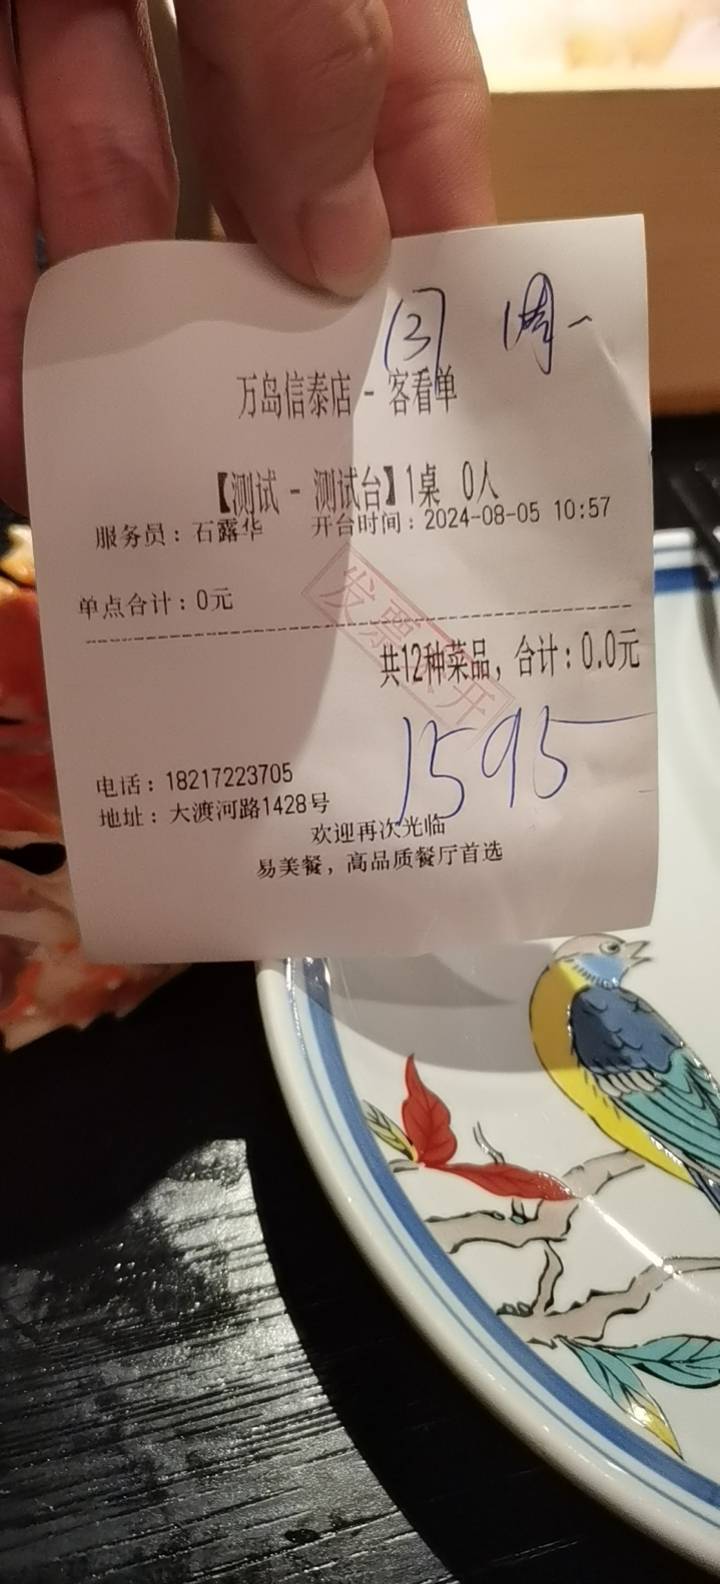 ③ 周一
万岛信泰店 - 客看单
【测试 - 测试台】1桌 0人
服务员：石露华 开台时间：2024-08-05 10:57
单点合计：0元
发票 开
共12种菜品，合计：0.0元
1595
电话：18217223705
地址：大渡河路1428号
欢迎再次光临
易美餐，高品质餐厅首选